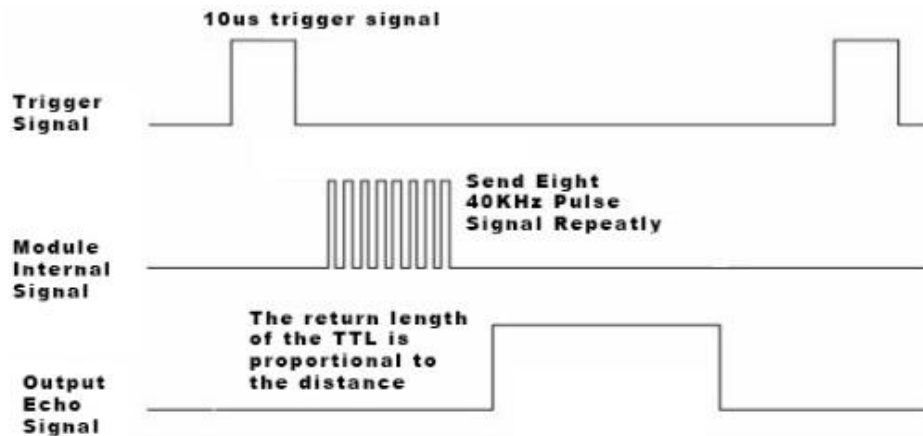 10us trigger signal
Trigger
Signal
Send Eight
40KHz Pulse
Signal Repeatly
Module
Internal
Signal
The return length
of the TTL is
proportional to
the distance
Output
Echo
Signal